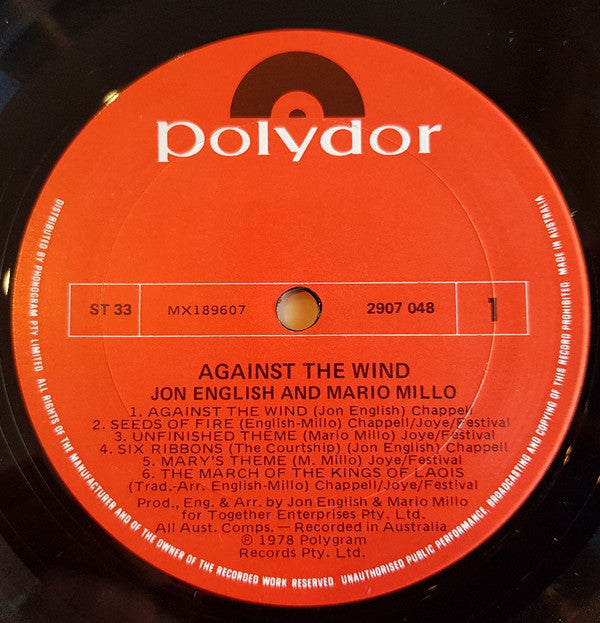 polydor
ST 33
MX189607
2907 048
1
AGAINST THE WIND
JON ENGLISH AND MARIO MILLO
1. AGAINST THE WIND (Jon English) Chappell
2. SEEDS OF FIRE (English-Millo) Chappell/Joye/Festival
3. UNFINISHED THEME (Mario Millo) Joye/Festival
4. SIX RIBBONS (The Courtship) (Jon English) Chappell
5. MARY'S THEME (M. Millo) Joye/Festival
6. THE MARCH OF THE KINGS OF LAOIS
(Trad.-Arr. English-Millo) Chappell/Joye/Festival
Prod., Eng. & Arr. by Jon English & Mario Millo
for Together Enterprises Pty. Ltd.
All Aust. Comps. — Recorded in Australia
℗ 1978 Polygram
Records Pty. Ltd.
DISTRIBUTED BY PHONOGRAM PTY LIMITED. ALL RIGHTS OF THE MANUFACTURER AND OF THE OWNER OF THE RECORDED WORK RESERVED. UNAUTHORISED PUBLIC PERFORMANCE, BROADCASTING AND COPYING OF THIS RECORD PROHIBITED. MADE IN AUSTRALIA